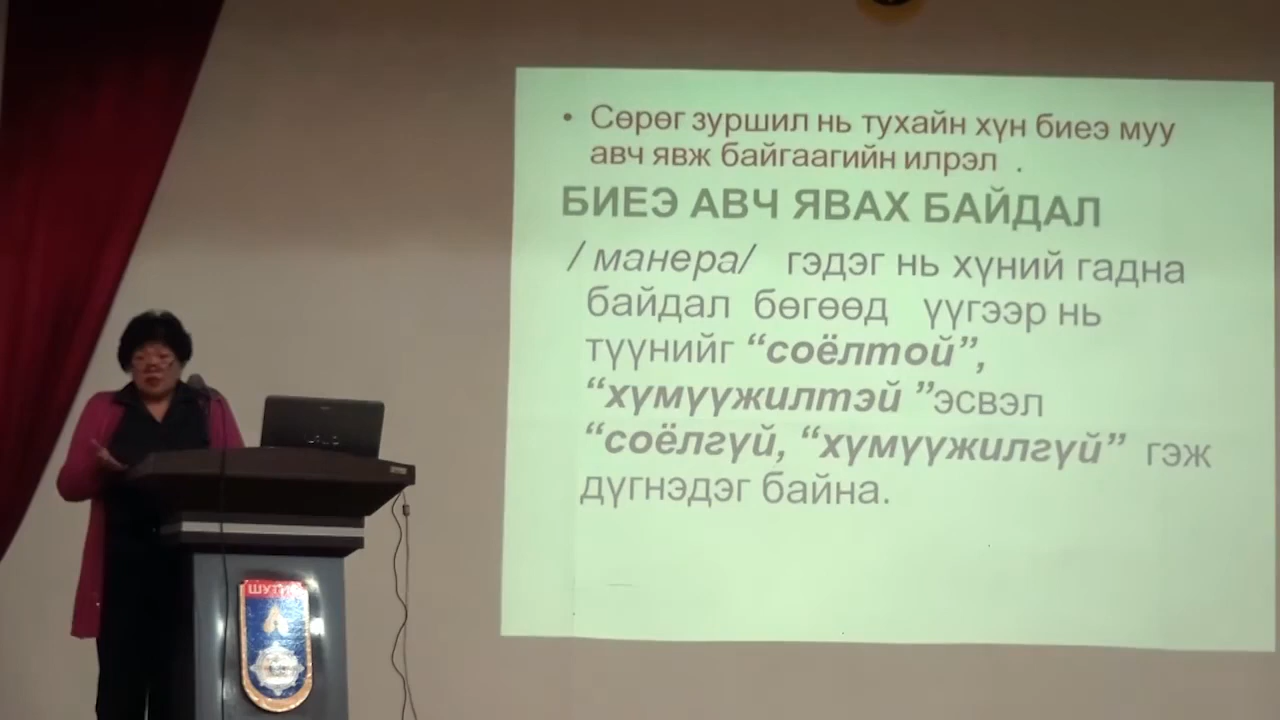 • Сөрөг зуршил нь тухайн хүн биеэ муу
авч явж байгаагийн илрэл .
БИЕЭ АВЧ ЯВАХ БАЙДАЛ
/ манера/ гэдэг нь хүний гадна
байдал бөгөөд үүгээр нь
түүнийг “соёлтой”,
“хүмүүжилтэй ”эсвэл
“соёлгүй, “хүмүүжилгүй” гэж
дүгнэдэг байна.